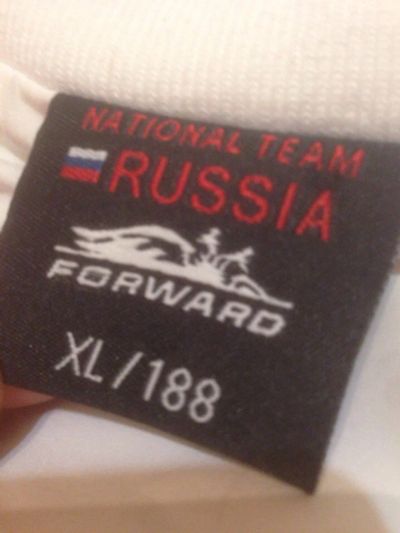 NATIONAL TEAM
RUSSIA
FORWARD
XL/188